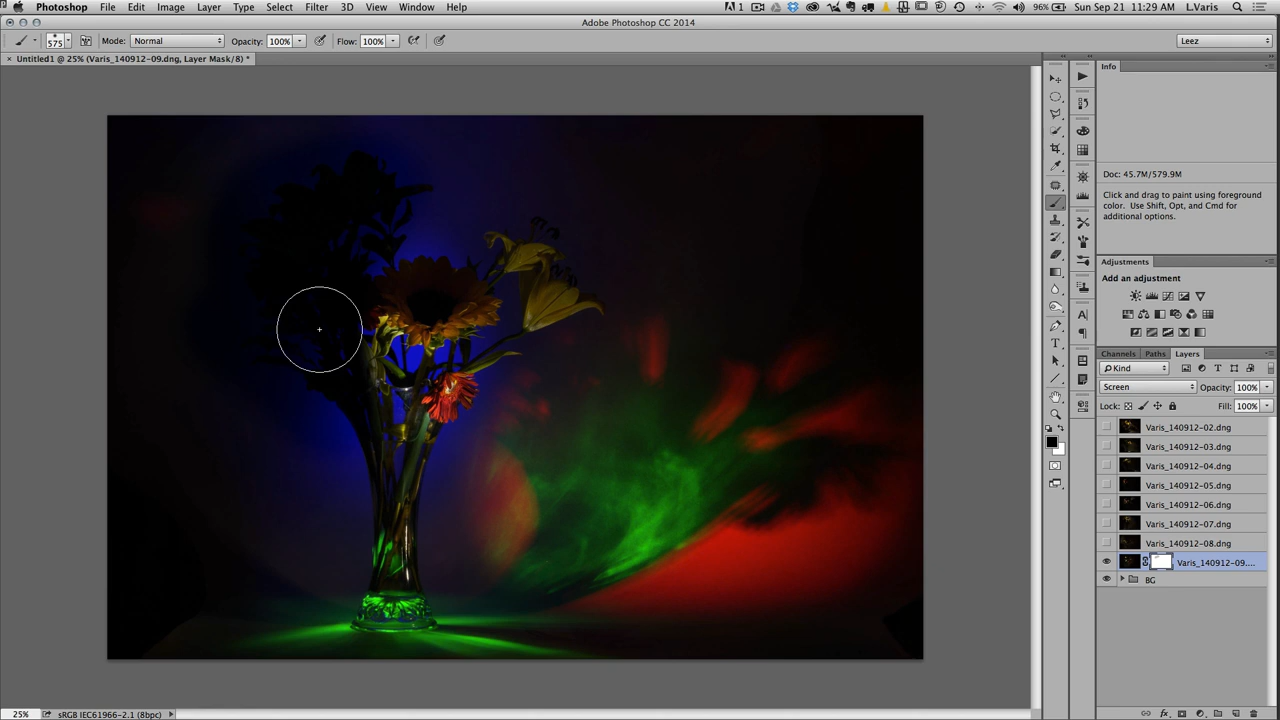 Photoshop File Edit Image Layer Type Select Filter 3D View Window Help 1 96% Sun Sep 21 11:29 AM L.Varis
Adobe Photoshop CC 2014
575 Mode: Normal Opacity: 100% Flow: 100% Leez
× Untitled1 @ 25% (Varis_140912-09.dng, Layer Mask/8) *
Info
Doc: 45.7M/579.9M
Click and drag to paint using foreground
color. Use Shift, Opt, and Cmd for
additional options.
Adjustments
Add an adjustment
Channels Paths Layers
Kind
Screen Opacity: 100%
Lock: Fill: 100%
Varis_140912-02.dng
Varis_140912-03.dng
Varis_140912-04.dng
Varis_140912-05.dng
Varis_140912-06.dng
Varis_140912-07.dng
Varis_140912-08.dng
Varis_140912-09....
BG
25% sRGB IEC61966-2.1 (8bpc)